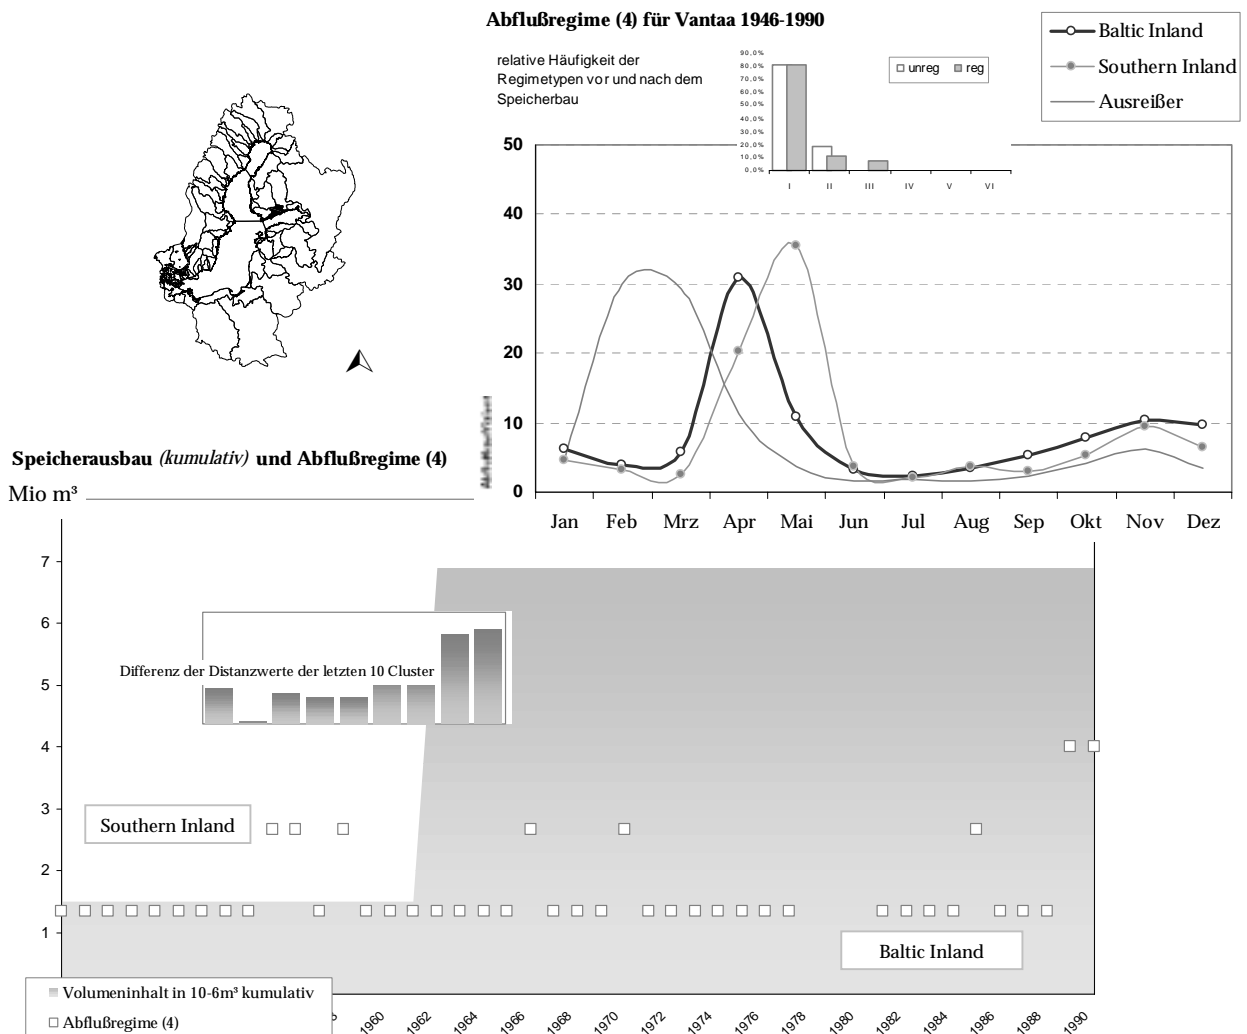 Abflußregime (4) für Vantaa 1946-1990
relative Häufigkeit der
Regimetypen vor und nach dem
Speicherbau
90,0%
80,0%
70,0%
60,0%
50,0%
40,0%
30,0%
20,0%
10,0%
0,0%
I II III IV V VI
unreg reg
Baltic Inland
Southern Inland
Ausreißer
50
40
30
20
10
0
Jan Feb Mrz Apr Mai Jun Jul Aug Sep Okt Nov Dez
Speicherausbau (kumulativ) und Abflußregime (4)
Mio m³
7
6
5
4
3
2
1
Differenz der Distanzwerte der letzten 10 Cluster
Southern Inland
Baltic Inland
Volumeninhalt in 10-6m³ kumulativ
Abflußregime (4)
1960 1962 1964 1966 1968 1970 1972 1974 1976 1978 1980 1982 1984 1986 1988 1990